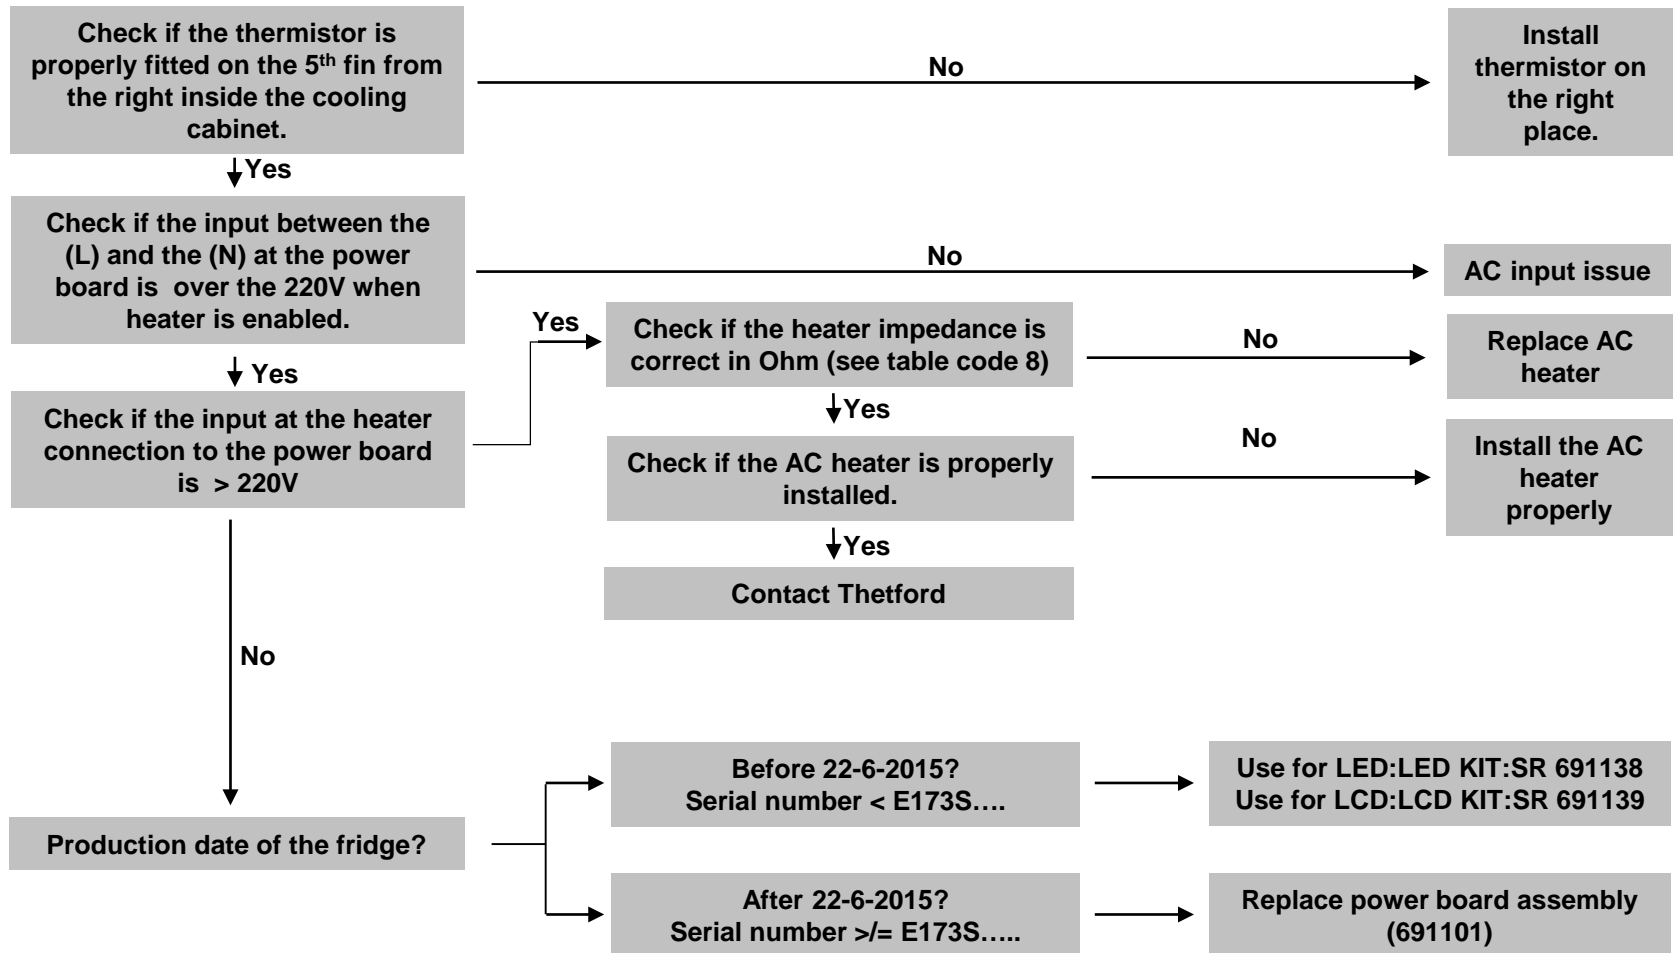 Check if the thermistor is
properly fitted on the 5th fin from
the right inside the cooling
cabinet.
No
Install
thermistor on
the right
place.
Yes
Check if the input between the
(L) and the (N) at the power
board is  over the 220V when
heater is enabled.
No
AC input issue
Yes
Yes
Check if the heater impedance is
correct in Ohm (see table code 8)
No
Replace AC
heater
Check if the input at the heater
connection to the power board
is  > 220V
Yes
Check if the AC heater is properly
installed.
No
Install the AC
heater
properly
Yes
Contact Thetford
No
Production date of the fridge?
Before 22-6-2015?
Serial number < E173S….
Use for LED:LED KIT:SR 691138
Use for LCD:LCD KIT:SR 691139
After 22-6-2015?
Serial number >/= E173S…..
Replace power board assembly
(691101)